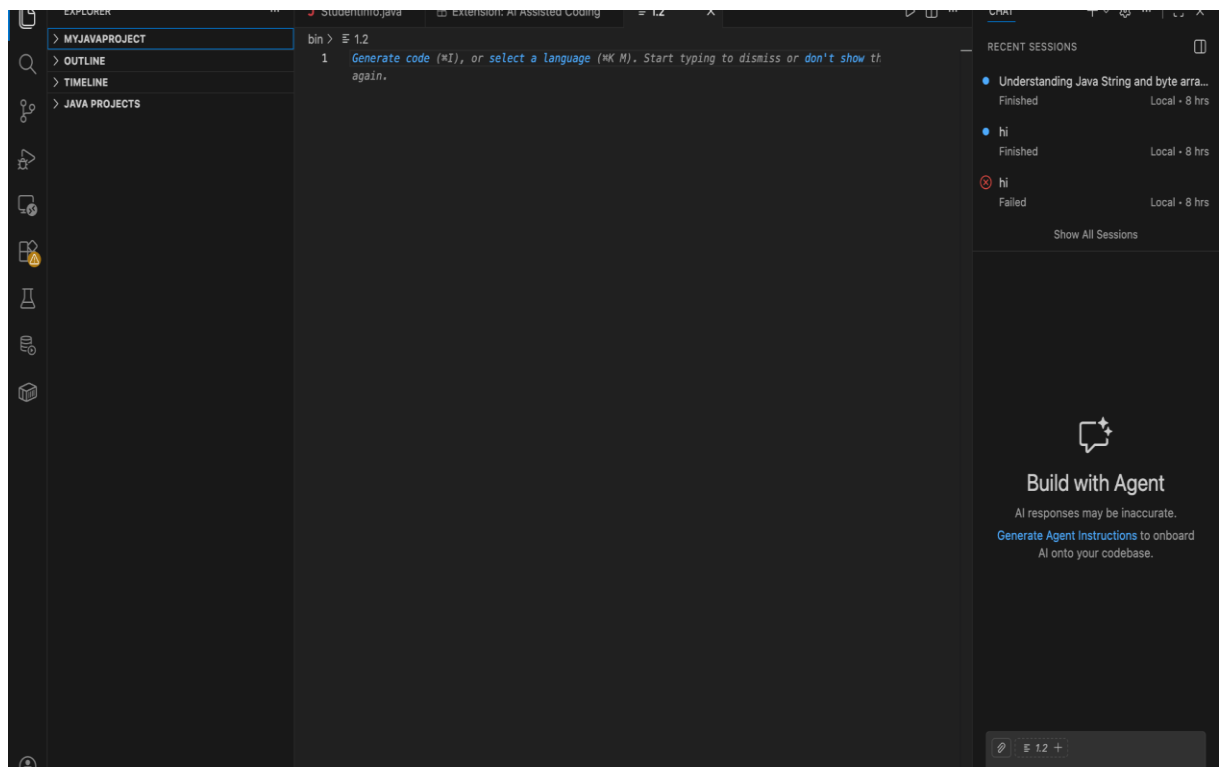 EXPLORER
StudentInfo.java
Extension: AI Assisted Coding
1.2
CHAT
MYJAVAPROJECT
OUTLINE
TIMELINE
JAVA PROJECTS
bin > 1.2
1 Generate code (⌘I), or select a language (⌘K M). Start typing to dismiss or don't show th
again.
RECENT SESSIONS
Understanding Java String and byte arra...
Finished Local • 8 hrs
hi
Finished Local • 8 hrs
hi
Failed Local • 8 hrs
Show All Sessions
Build with Agent
AI responses may be inaccurate.
Generate Agent Instructions to onboard
AI onto your codebase.
1.2 +